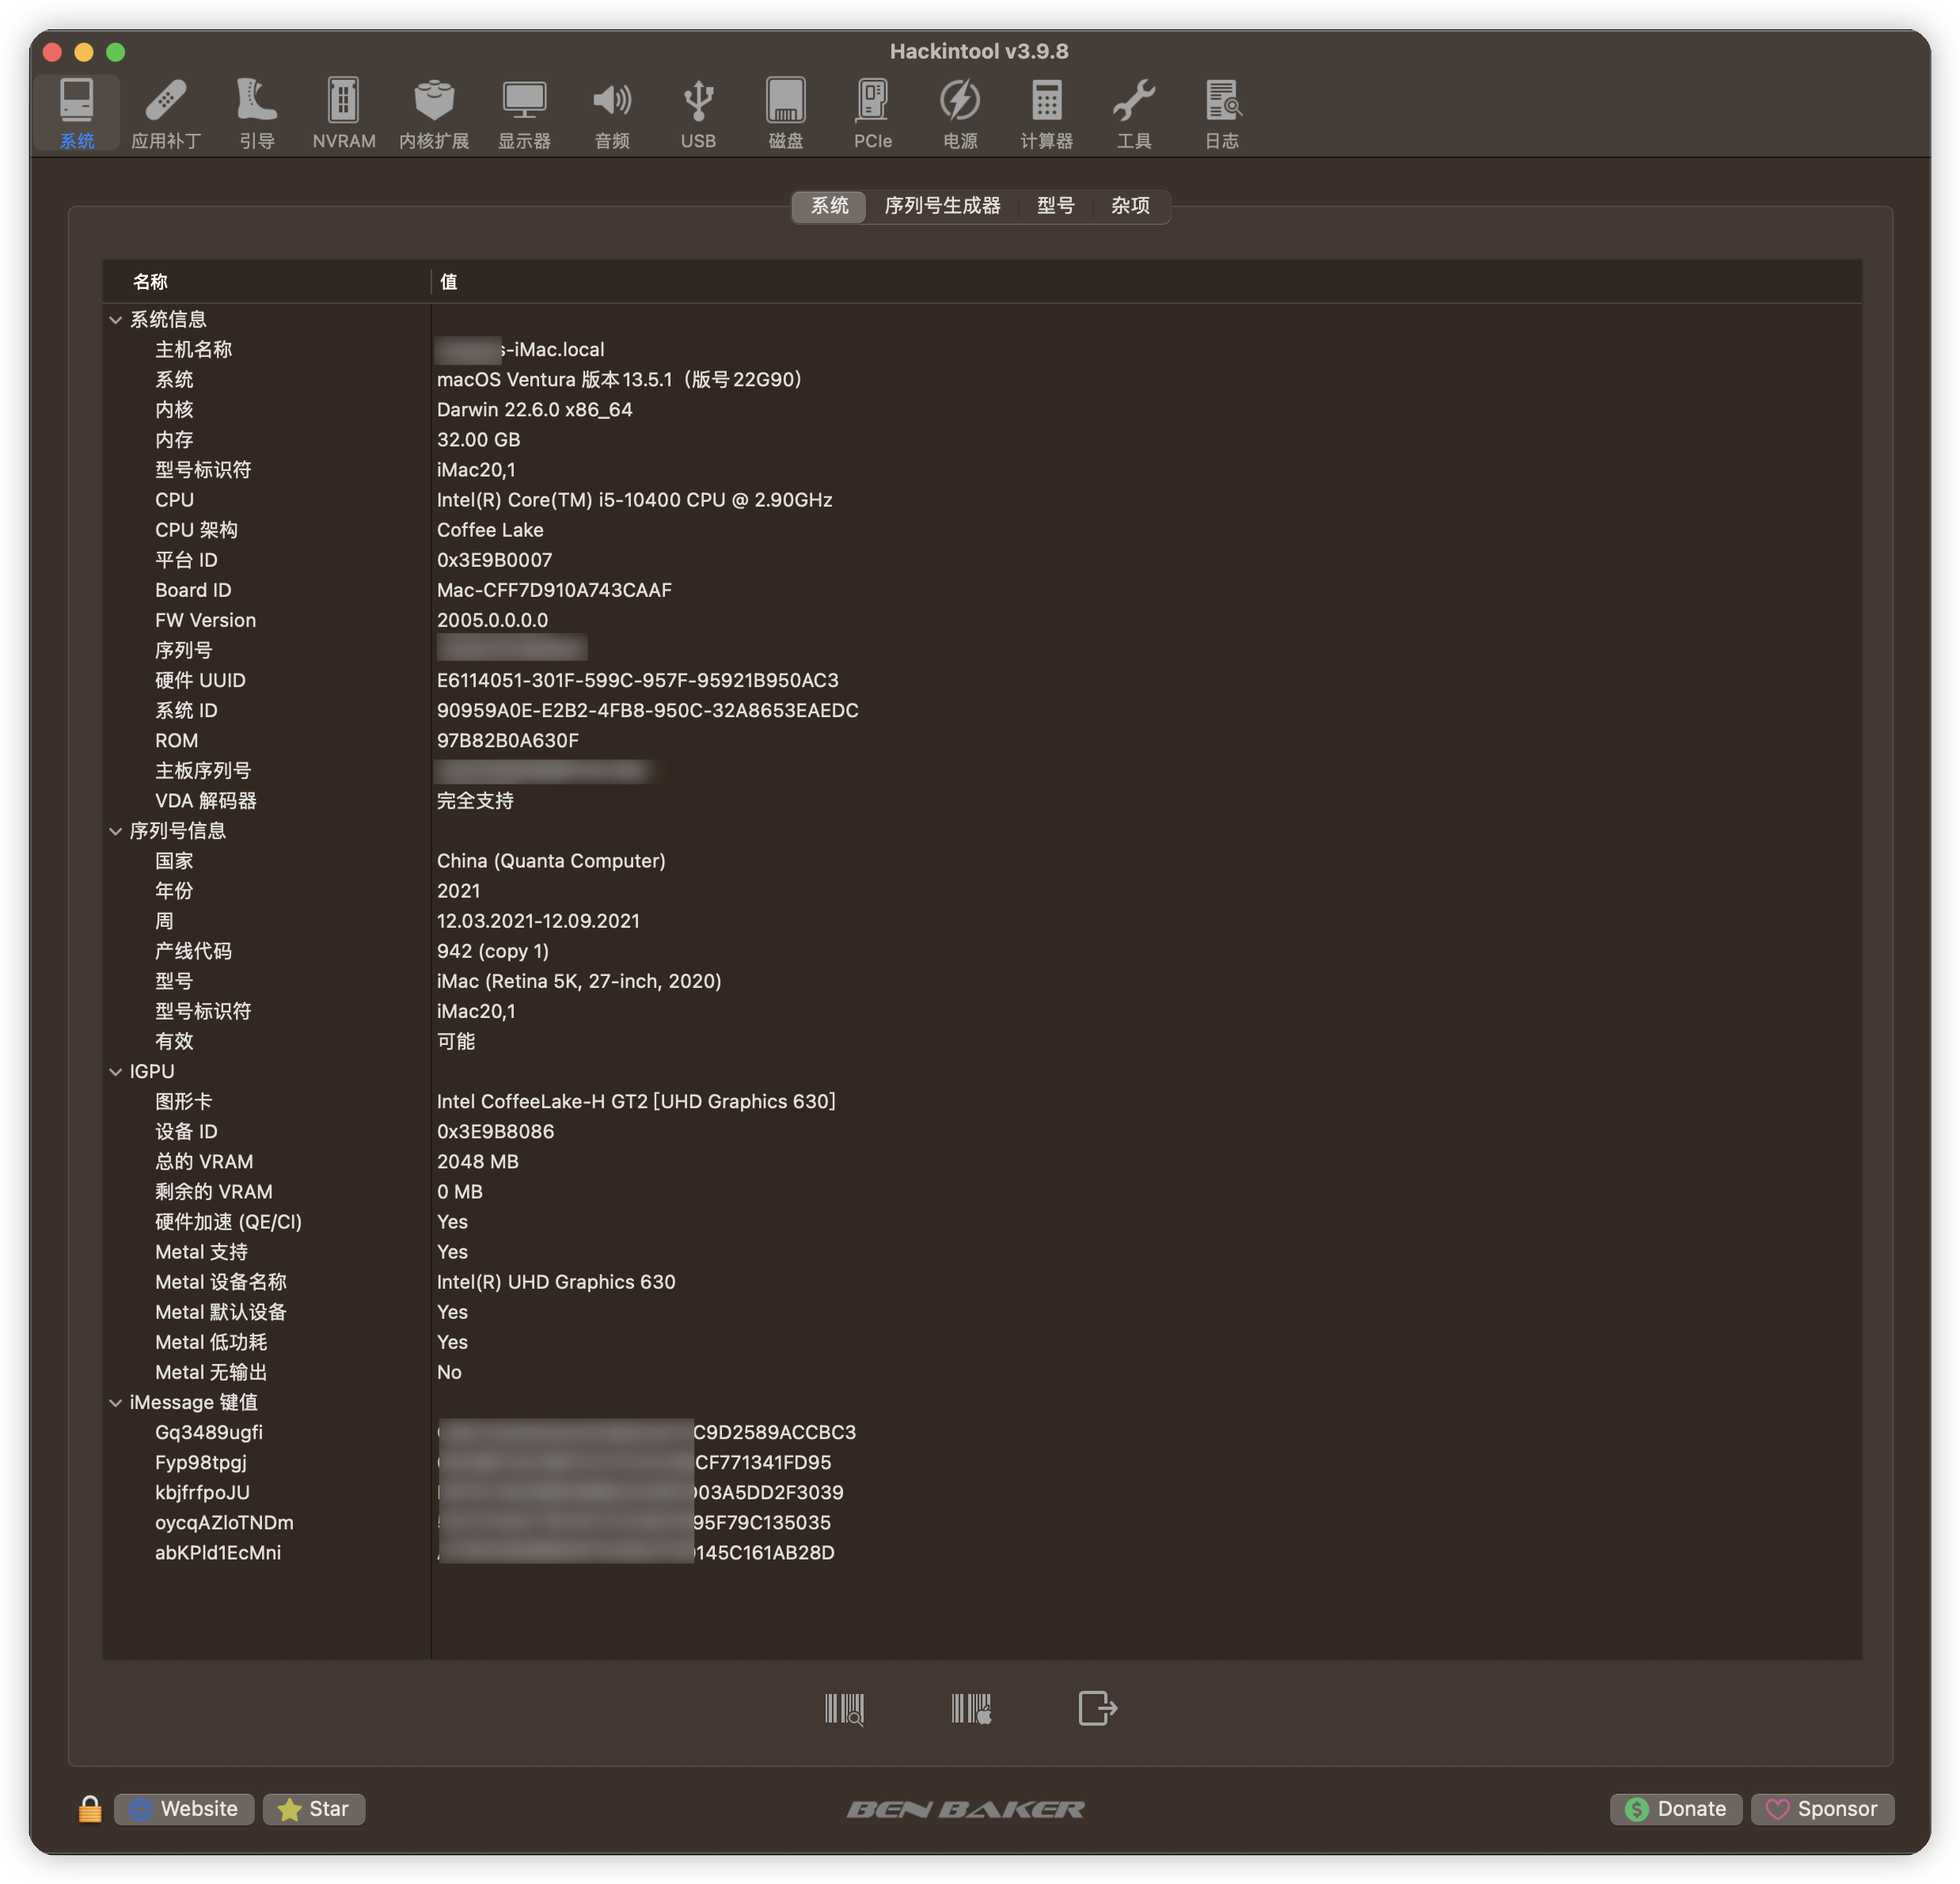 Hackintool v3.9.8
系统 应用补丁 引导 NVRAM 内核扩展 显示器 音频 USB 磁盘 PCIe 电源 计算器 工具 日志
系统 序列号生成器 型号 杂项
名称 值
系统信息
主机名称 s-iMac.local
系统 macOS Ventura 版本13.5.1（版号22G90）
内核 Darwin 22.6.0 x86_64
内存 32.00 GB
型号标识符 iMac20,1
CPU Intel(R) Core(TM) i5-10400 CPU @ 2.90GHz
CPU 架构 Coffee Lake
平台 ID 0x3E9B0007
Board ID Mac-CFF7D910A743CAAF
FW Version 2005.0.0.0.0
序列号
硬件 UUID E6114051-301F-599C-957F-95921B950AC3
系统 ID 90959A0E-E2B2-4FB8-950C-32A8653EAEDC
ROM 97B82B0A630F
主板序列号
VDA 解码器 完全支持
序列号信息
国家 China (Quanta Computer)
年份 2021
周 12.03.2021-12.09.2021
产线代码 942 (copy 1)
型号 iMac (Retina 5K, 27-inch, 2020)
型号标识符 iMac20,1
有效 可能
IGPU
图形卡 Intel CoffeeLake-H GT2 [UHD Graphics 630]
设备 ID 0x3E9B8086
总的 VRAM 2048 MB
剩余的 VRAM 0 MB
硬件加速 (QE/CI) Yes
Metal 支持 Yes
Metal 设备名称 Intel(R) UHD Graphics 630
Metal 默认设备 Yes
Metal 低功耗 Yes
Metal 无输出 No
iMessage 键值
Gq3489ugfi C9D2589ACCBC3
Fyp98tpgj CF771341FD95
kbjfrfpoJU 03A5DD2F3039
oycqAZloTNDm 95F79C135035
abKPld1EcMni 145C161AB28D
Website Star BEN BAKER Donate Sponsor